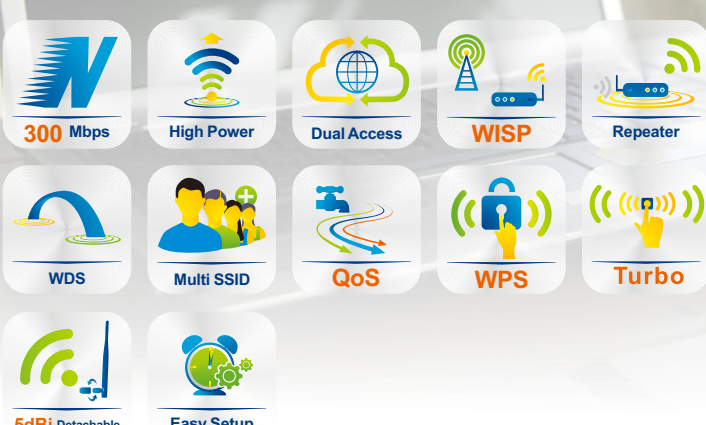 300 Mbps
High Power
Dual Access
WISP
Repeater
WDS
Multi SSID
QoS
WPS
Turbo
5dBi Detachable
Easy Setup